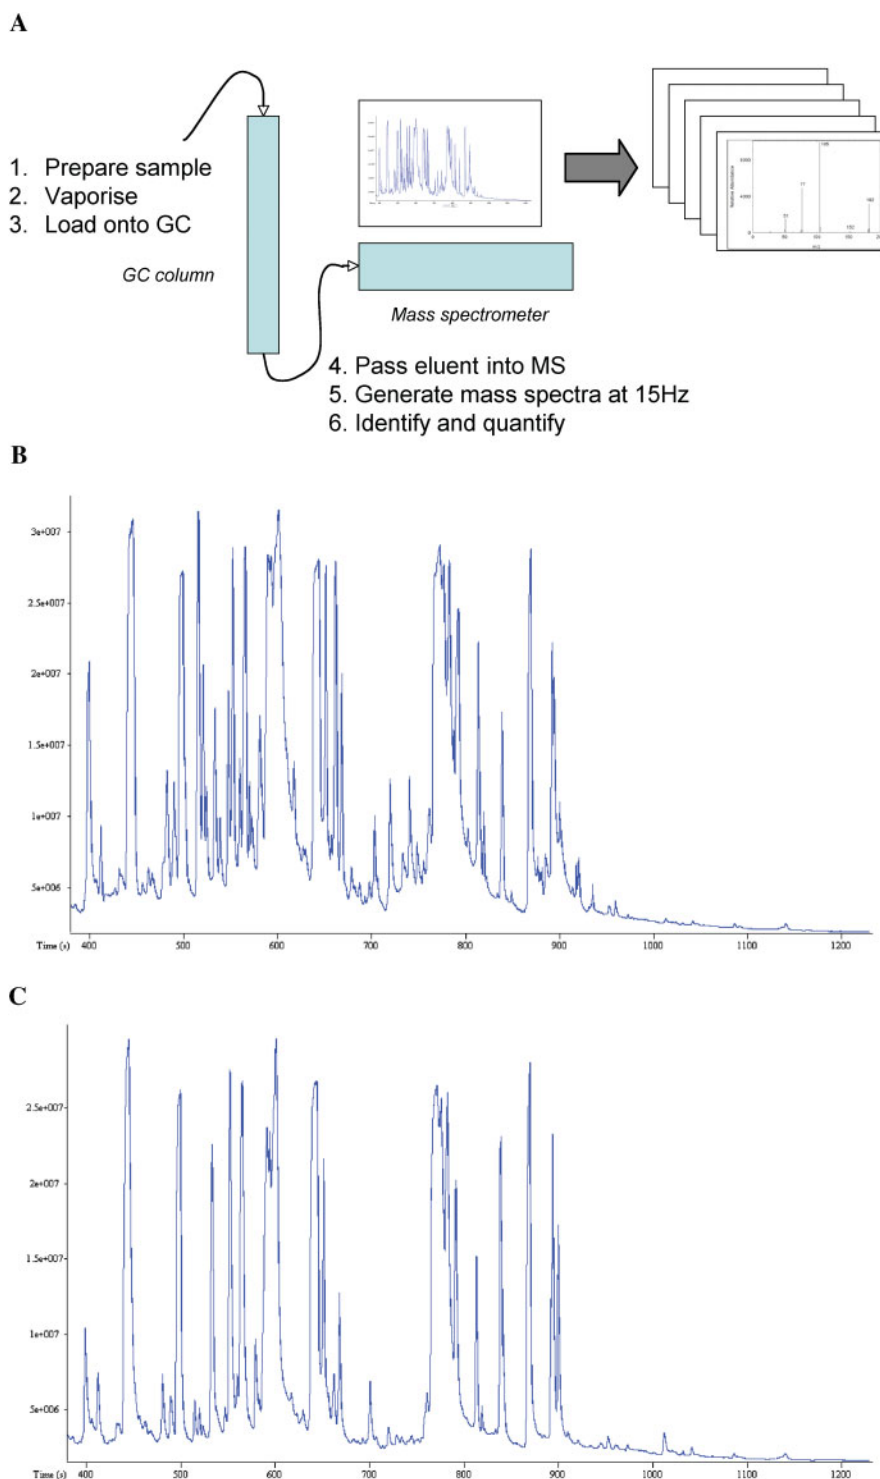 A
1. Prepare sample
2. Vaporise
3. Load onto GC
GC column
Mass spectrometer
4. Pass eluent into MS
5. Generate mass spectra at 15Hz
6. Identify and quantify
Relative Abundance
B
3e+007
2.5e+007
2e+007
1.5e+007
1e+007
5e+006
Time (s) 400 500 600 700 800 900 1000 1100 1200
C
2.5e+007
2e+007
1.5e+007
1e+007
5e+006
Time (s) 400 500 600 700 800 900 1000 1100 1200